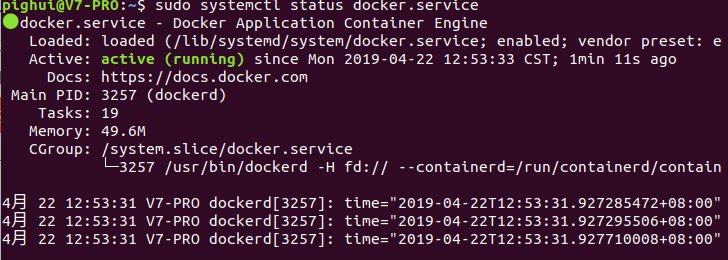 pighui@V7-PRO:~$ sudo systemctl status docker.service
●docker.service - Docker Application Container Engine
Loaded: loaded (/lib/systemd/system/docker.service; enabled; vendor preset: e
Active: active (running) since Mon 2019-04-22 12:53:33 CST; 1min 11s ago
Docs: https://docs.docker.com
Main PID: 3257 (dockerd)
Tasks: 19
Memory: 49.6M
CGroup: /system.slice/docker.service
└─3257 /usr/bin/dockerd -H fd:// --containerd=/run/containerd/contain
4月 22 12:53:31 V7-PRO dockerd[3257]: time="2019-04-22T12:53:31.927285472+08:00"
4月 22 12:53:31 V7-PRO dockerd[3257]: time="2019-04-22T12:53:31.927295506+08:00"
4月 22 12:53:31 V7-PRO dockerd[3257]: time="2019-04-22T12:53:31.927710008+08:00"